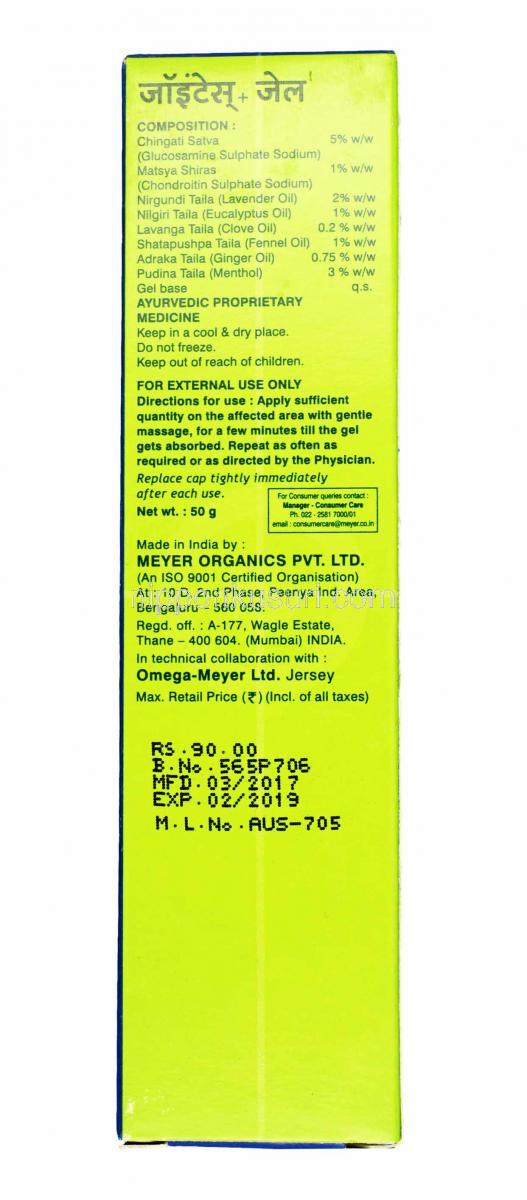 जॉइंटेस्+ जेल
COMPOSITION :
Chingati Satva 5% w/w
(Glucosamine Sulphate Sodium)
Matsya Shiras 1% w/w
(Chondroitin Sulphate Sodium)
Nirgundi Taila (Lavender Oil) 2% w/w
Nilgiri Taila (Eucalyptus Oil) 1% w/w
Lavanga Taila (Clove Oil) 0.2 % w/w
Shatapushpa Taila (Fennel Oil) 1% w/w
Adraka Taila (Ginger Oil) 0.75 % w/w
Pudina Taila (Menthol) 3 % w/w
Gel base q.s.
AYURVEDIC PROPRIETARY
MEDICINE
Keep in a cool & dry place.
Do not freeze.
Keep out of reach of children.
FOR EXTERNAL USE ONLY
Directions for use : Apply sufficient
quantity on the affected area with gentle
massage, for a few minutes till the gel
gets absorbed. Repeat as often as
required or as directed by the Physician.
Replace cap tightly immediately
after each use.
Net wt. : 50 g
For Consumer queries contact :
Manager - Consumer Care
Ph. 022 - 2581 7000/01
email : consumercare@meyer.co.in
Made in India by :
MEYER ORGANICS PVT. LTD.
(An ISO 9001 Certified Organisation)
At : 10 D, 2nd Phase, Peenya Ind. Area,
Bengaluru – 560 058.
Regd. off. : A-177, Wagle Estate,
Thane – 400 604. (Mumbai) INDIA.
In technical collaboration with :
Omega-Meyer Ltd. Jersey
Max. Retail Price (₹) (Incl. of all taxes)
RS.90.00
B.No.565P706
MFD.03/2017
EXP.02/2019
M.L.No.AUS-705